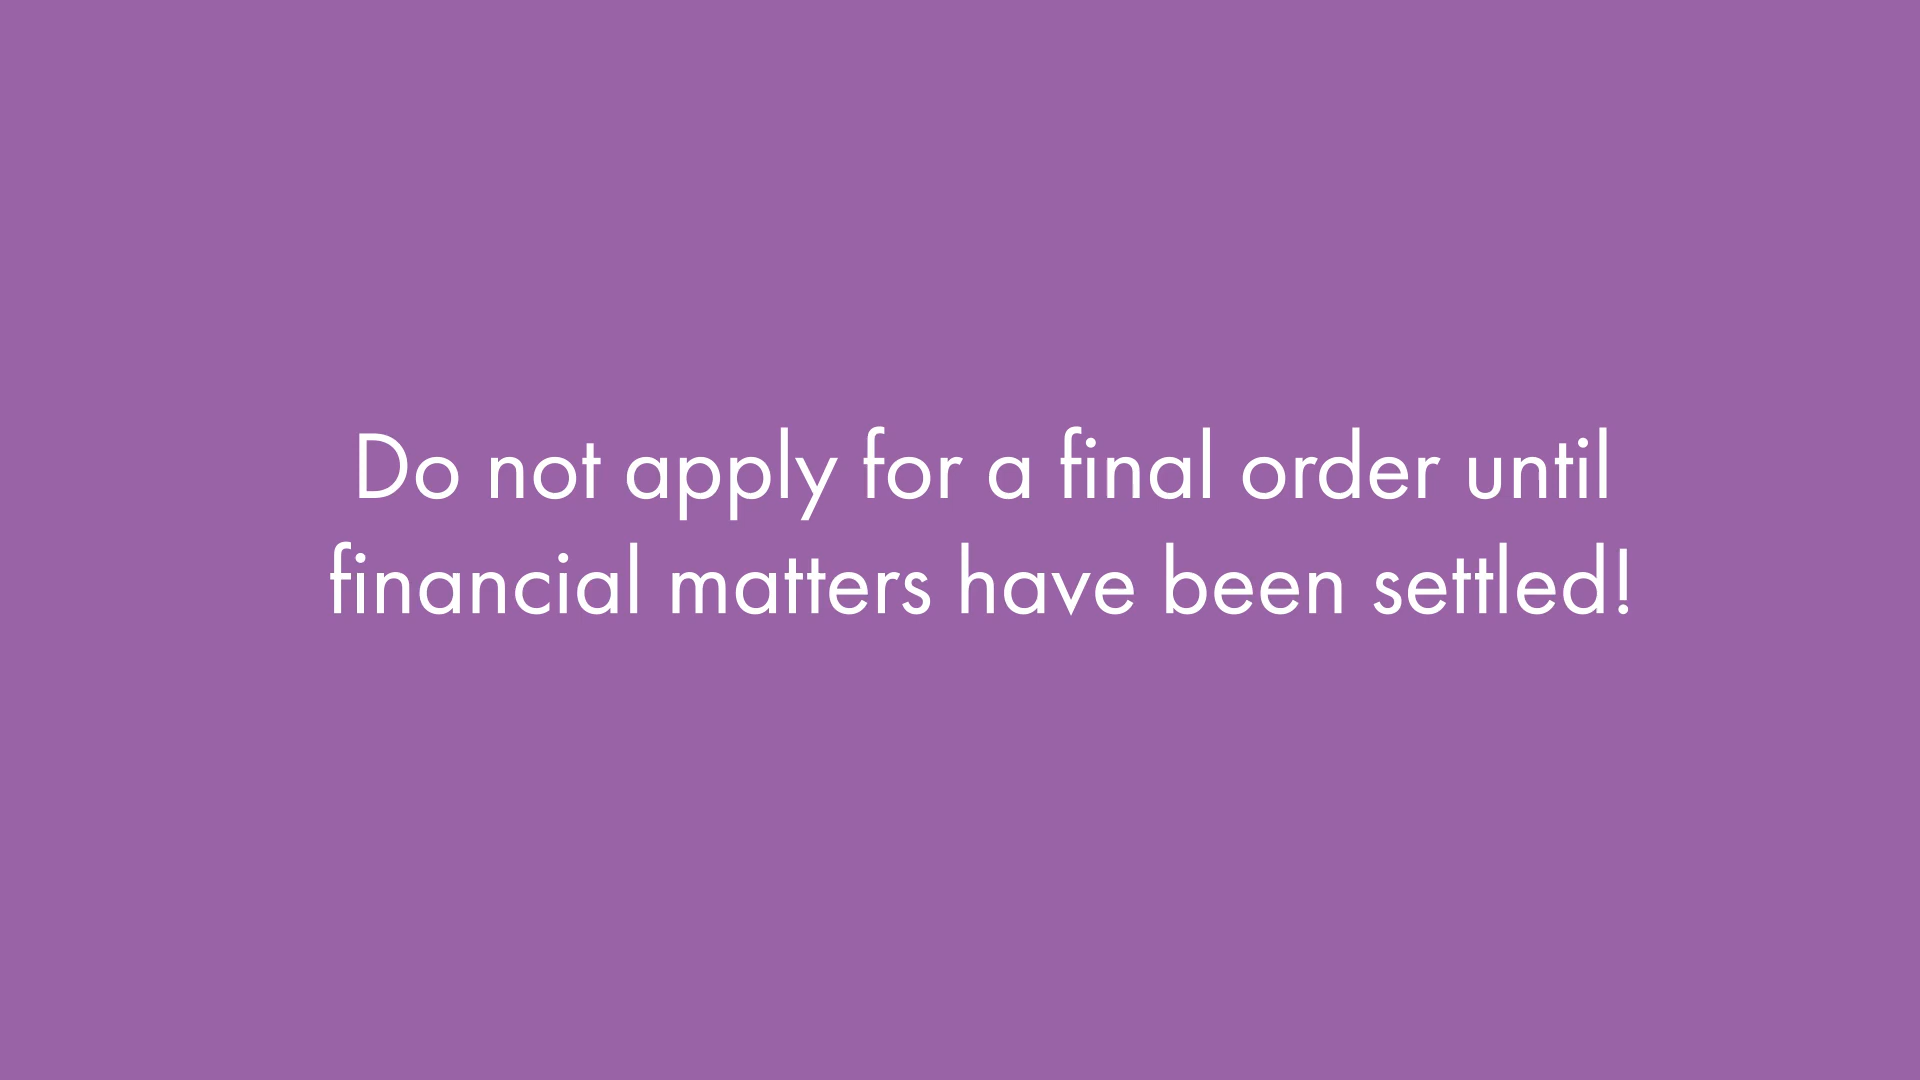 Do not apply for a final order until
financial matters have been settled!